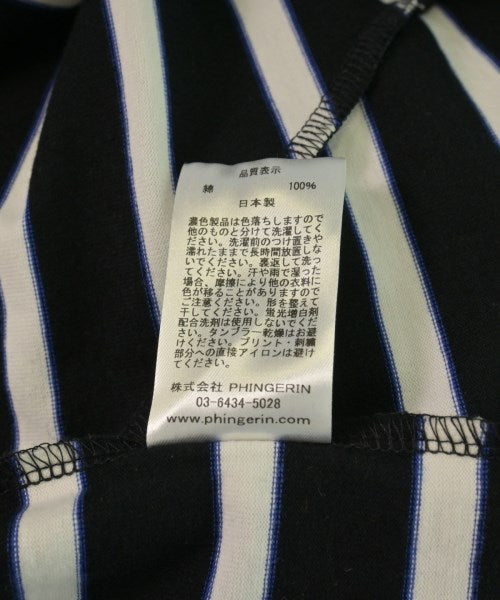 品質表示
綿 100%
日本製
濃色製品は色落ちしますので
他のものと分けて洗濯してく
ださい。洗濯前のつけ置きや
濡れたままで長時間放置しな
いでください。裏返して洗っ
てください。汗や雨で湿った
場合、摩擦により他の衣料に
色が移ることがありますので
ご注意ください。形を整えて
干してください。蛍光増白剤
配合洗剤は使用しないでくだ
さい。タンブラー乾燥はお避
けください。プリント・刺繍
部分への直接アイロンは避け
てください。
株式会社 PHINGERIN
03-6434-5028
www.phingerin.com